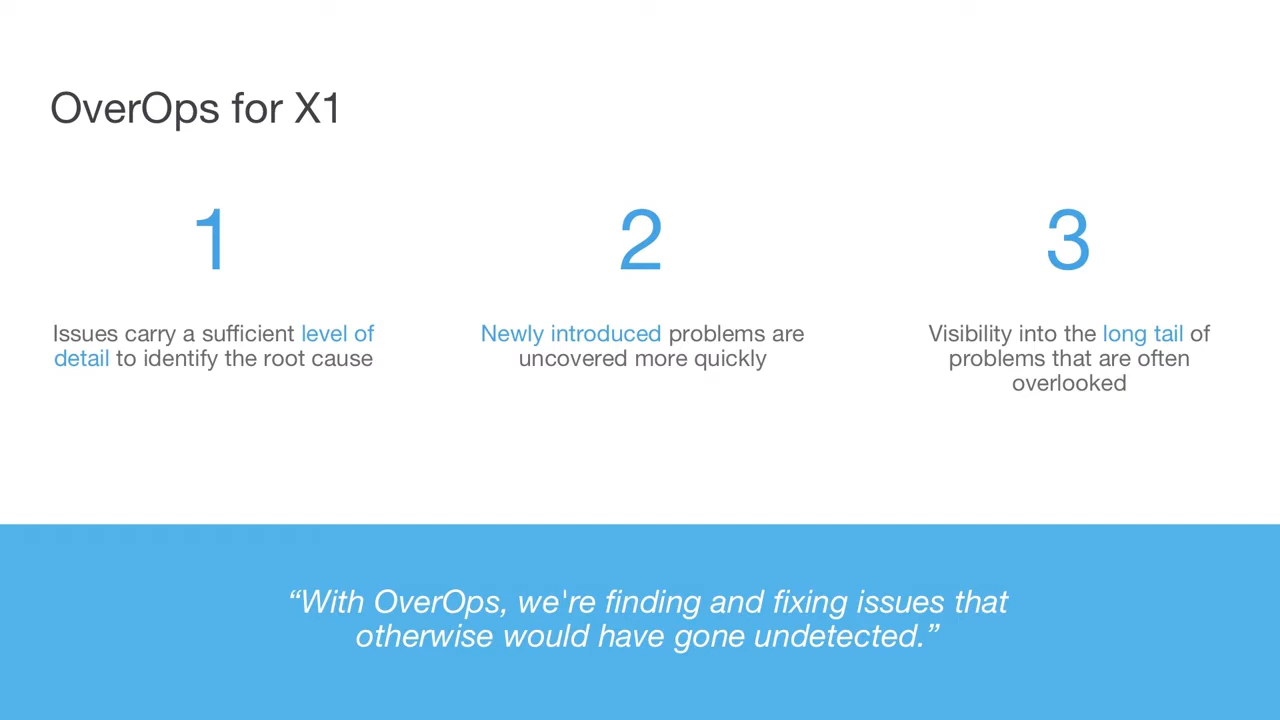 OverOps for X1
1
Issues carry a sufficient level of
detail to identify the root cause
2
Newly introduced problems are
uncovered more quickly
3
Visibility into the long tail of
problems that are often
overlooked
“With OverOps, we're finding and fixing issues that
otherwise would have gone undetected.”